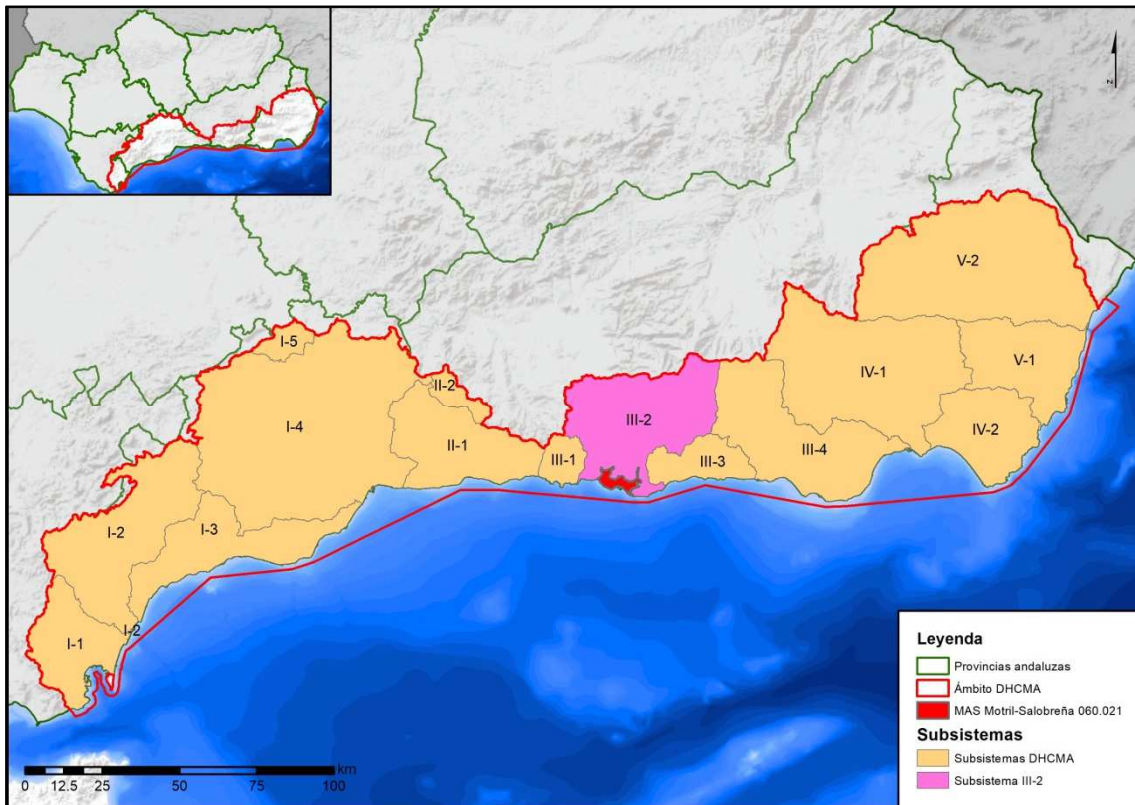 N
V-2
I-5
V-1
IV-1
II-2
I-4
III-2
IV-2
II-1
III-1
III-3
III-4
I-2
I-3
I-2
I-1
Leyenda
Provincias andaluzas
Ámbito DHCMA
MAS Motril-Salobreña 060.021
Subsistemas
Subsistemas DHCMA
Subsistema III-2
km
0 12.5 25 50 75 100